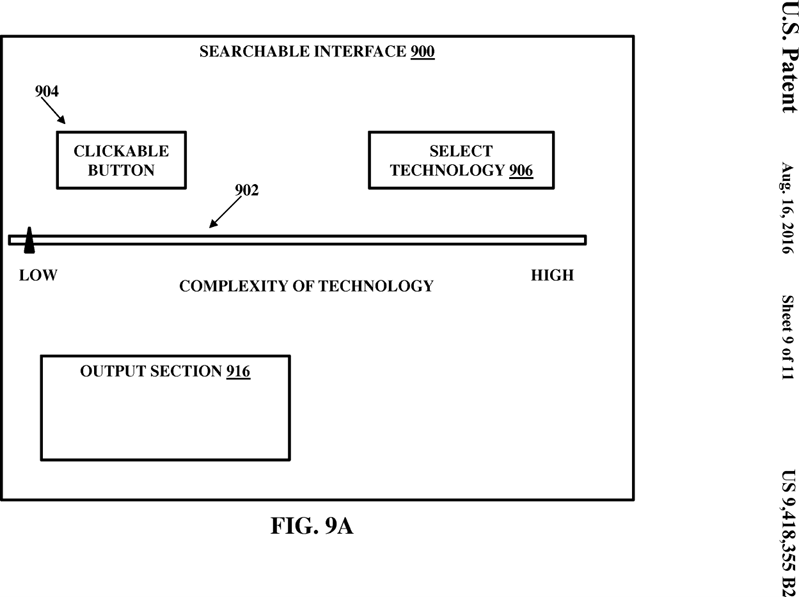 U.S. Patent
Aug. 16, 2016
Sheet 9 of 11
US 9,418,355 B2
SEARCHABLE INTERFACE 900
904
CLICKABLE
BUTTON
SELECT
TECHNOLOGY 906
902
LOW
HIGH
COMPLEXITY OF TECHNOLOGY
OUTPUT SECTION 916
FIG. 9A